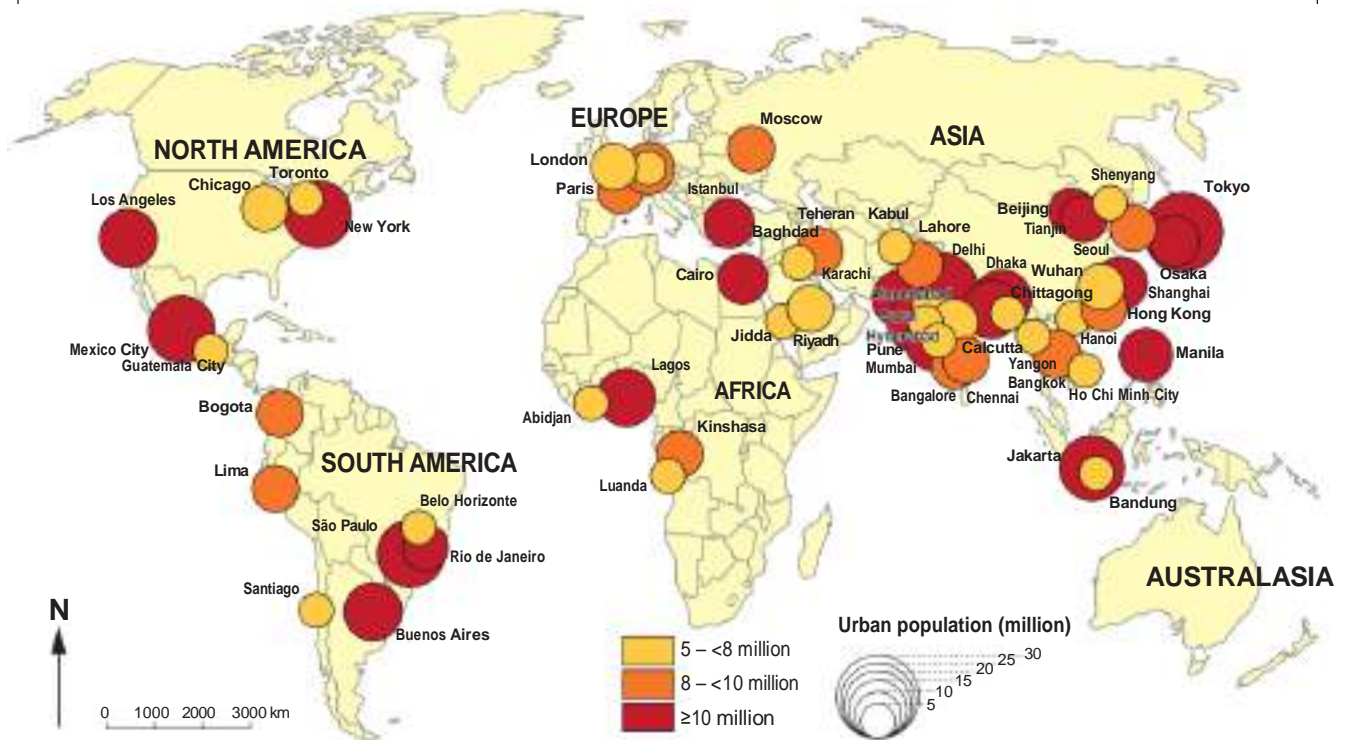 EUROPE
Moscow
ASIA
NORTH AMERICA
London
Toronto
Chicago
Shenyang
Paris
Istanbul
Tokyo
Los Angeles
Teheran
Kabul
Beijing
New York
Lahore
Tianjin
Baghdad
Delhi
Seoul
Dhaka
Wuhan
Osaka
Cairo
Karachi
Chittagong
Shanghai
Hong Kong
Jidda
Riyadh
Hanoi
Mexico City
Pune
Calcutta
Yangon
Manila
Guatemala City
Lagos
Mumbai
Bangkok
AFRICA
Bangalore
Chennai
Ho Chi Minh City
Bogota
Abidjan
Kinshasa
Jakarta
SOUTH AMERICA
Lima
Luanda
Belo Horizonte
Bandung
São Paulo
Rio de Janeiro
AUSTRALASIA
Santiago
N
Buenos Aires
Urban population (million)
5 – <8 million
30
25
20
15
10
5
8 – <10 million
≥10 million
0 1000 2000 3000 km